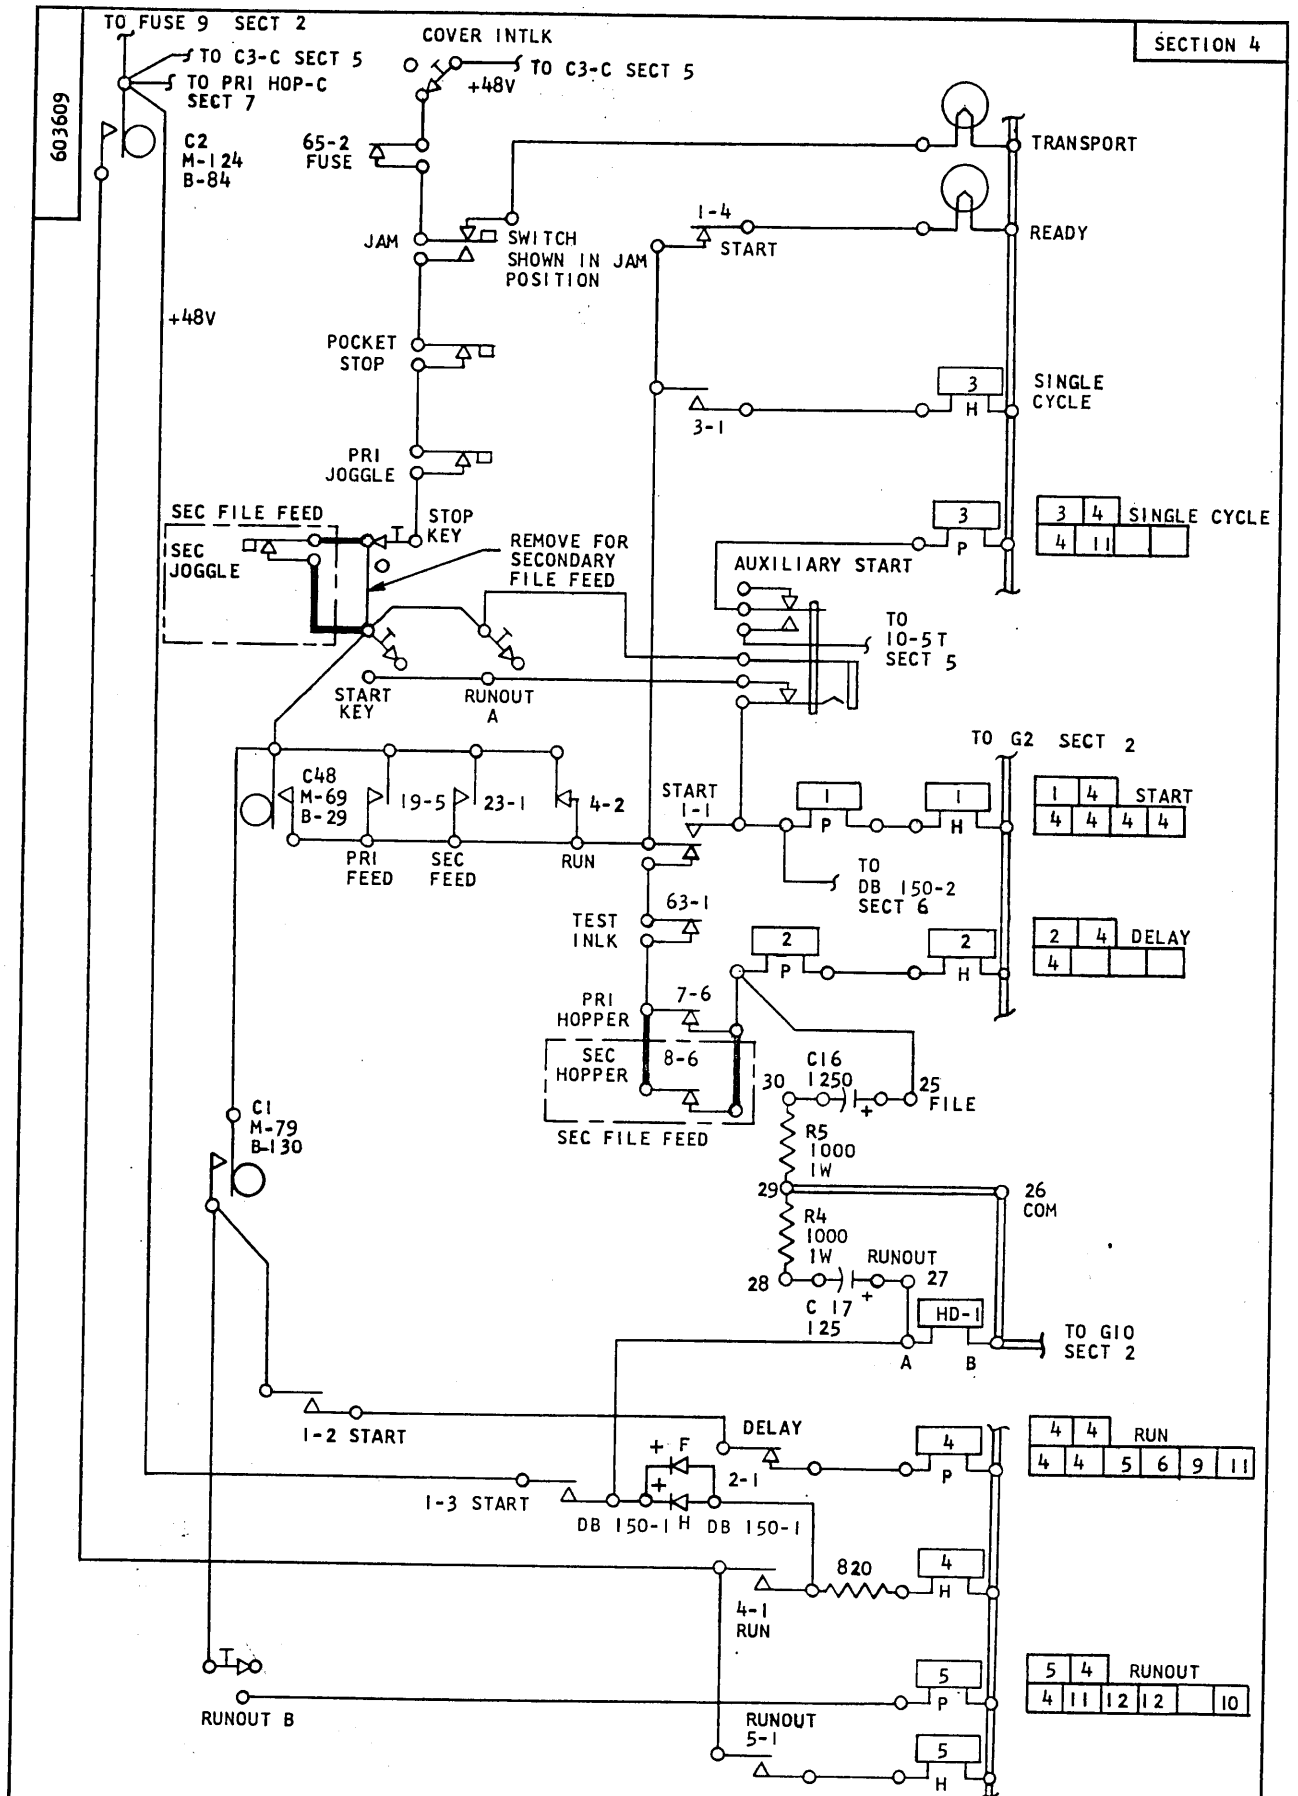 TO FUSE 9 SECT 2
TO C3-C SECT 5
TO PRI HOP-C
SECT 7
603609
C2
M-124
B-84
COVER INTLK
TO C3-C SECT 5
+48V
SECTION 4
65-2
FUSE
TRANSPORT
JAM
SWITCH
SHOWN IN JAM
POSITION
1-4
START
READY
+48V
POCKET
STOP
SINGLE
CYCLE
3
H
3-1
PRI
JOGGLE
SEC FILE FEED
STOP
KEY
SEC
JOGGLE
REMOVE FOR
SECONDARY
FILE FEED
3
P
3 4 SINGLE CYCLE
4 11
AUXILIARY START
TO
10-5T
SECT 5
START
KEY
RUNOUT
A
TO G2 SECT 2
C48
M-69
B-29
19-5
23-1
4-2
START
1-1
1
P
1
H
1 4 START
4 4 4 4
PRI
FEED
SEC
FEED
RUN
TO
DB 150-2
SECT 6
TEST
INLK
63-1
2
P
2
H
2 4 DELAY
4
PRI
HOPPER
7-6
SEC
HOPPER
8-6
SEC FILE FEED
30
C16
1250
+
25
FILE
R5
1000
1W
C1
M-79
B-130
29
26
COM
R4
1000
1W
RUNOUT
28
27
+
C 17
125
HD-1
A
B
TO G10
SECT 2
1-2 START
DELAY
2-1
4
P
4 4 RUN
4 4 5 6 9 11
+ F
+
H
1-3 START
DB 150-1
DB 150-1
820
4
H
4-1
RUN
5
P
5 4 RUNOUT
4 11 12 12 10
RUNOUT B
RUNOUT
5-1
5
H